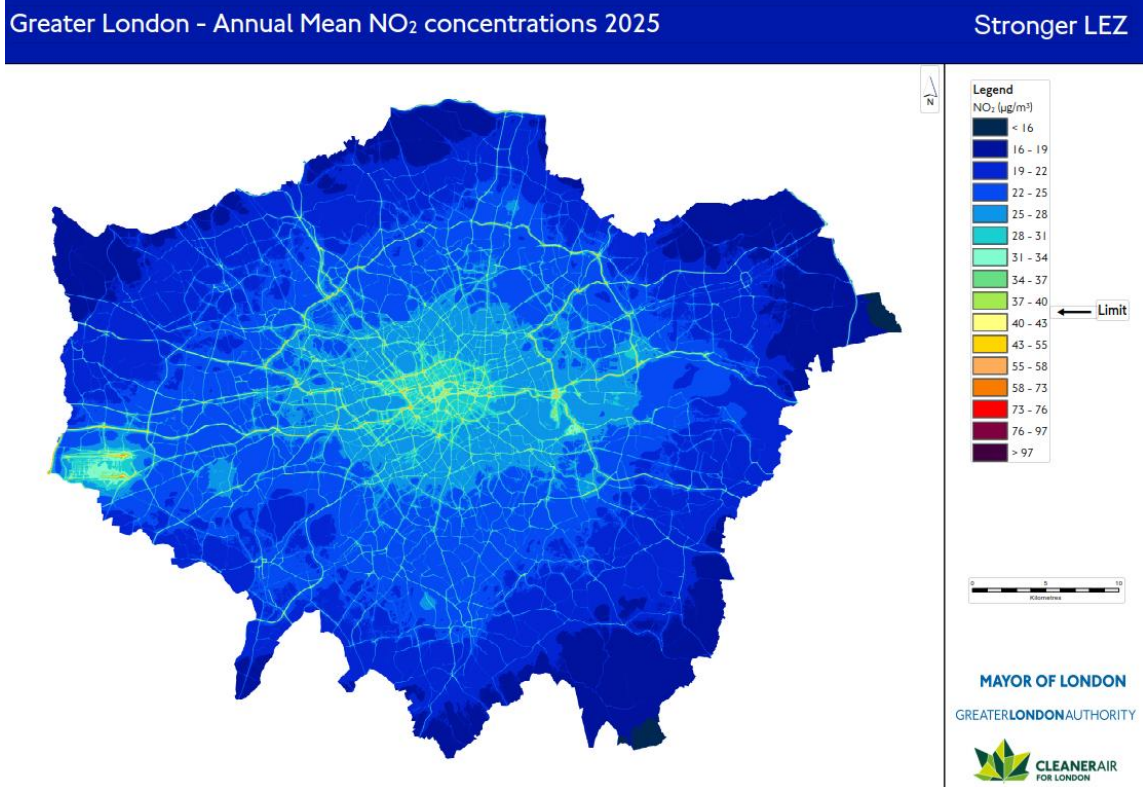 Greater London - Annual Mean NO₂ concentrations 2025
Stronger LEZ
N
Legend
NO₂ (µg/m³)
< 16
16 - 19
19 - 22
22 - 25
25 - 28
28 - 31
31 - 34
34 - 37
37 - 40
40 - 43
43 - 55
55 - 58
58 - 73
73 - 76
76 - 97
> 97
Limit
0 5 10
Kilometres
MAYOR OF LONDON
GREATERLONDONAUTHORITY
CLEANERAIR
FOR LONDON